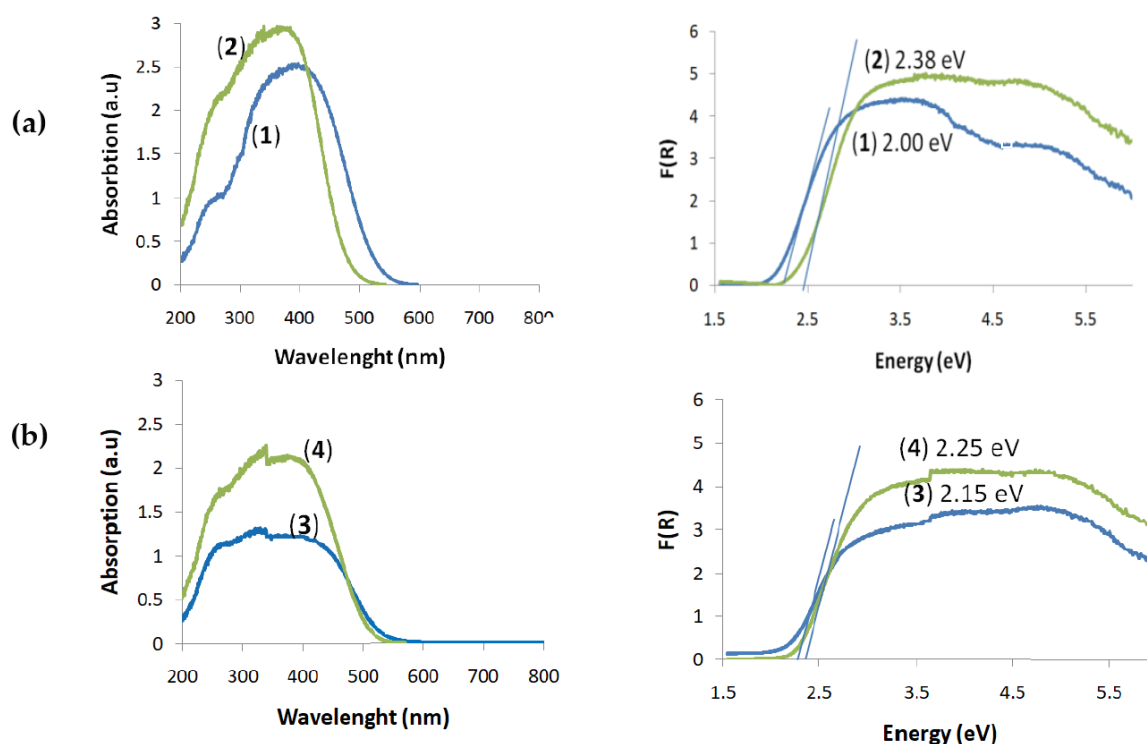 (a)
Absorbtion (a.u)
3
2.5
2
1.5
1
0.5
0
(2)
(1)
200 300 400 500 600 700 800
Wavelenght (nm)
F(R)
6
5
4
3
2
1
0
(2) 2.38 eV
(1) 2.00 eV
1.5 2.5 3.5 4.5 5.5
Energy (eV)
(b)
Absorption (a.u)
3
2.5
2
1.5
1
0.5
0
(4)
(3)
200 300 400 500 600 700 800
Wavelenght (nm)
F(R)
6
5
4
3
2
1
0
(4) 2.25 eV
(3) 2.15 eV
1.5 2.5 3.5 4.5 5.5
Energy (eV)